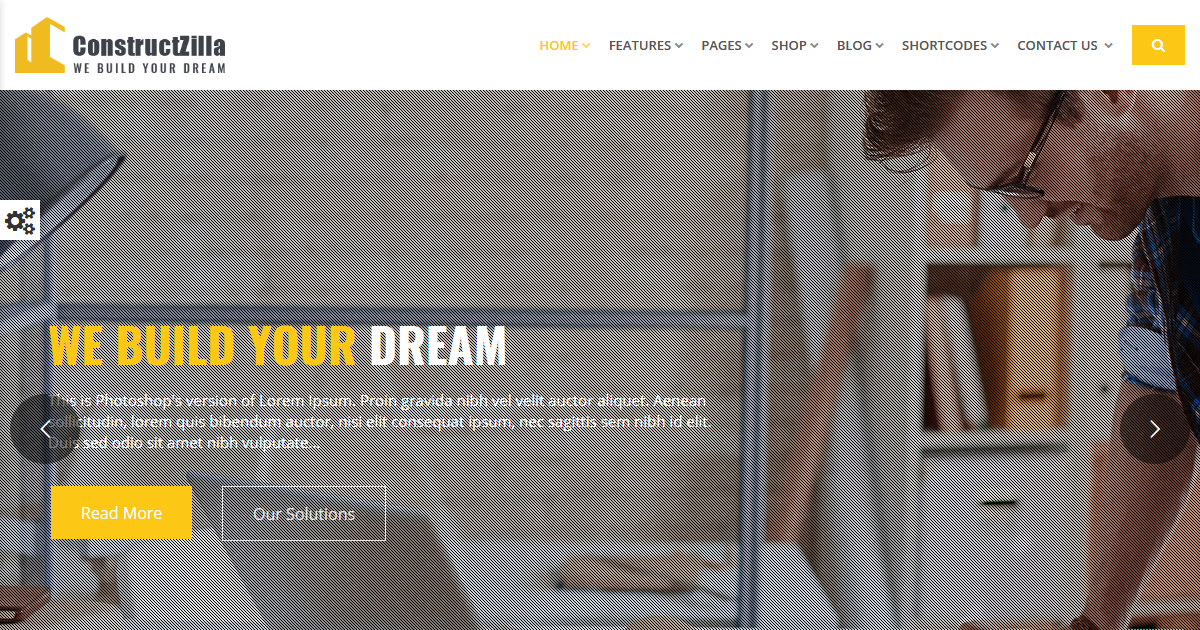 ConstructZilla
WE BUILD YOUR DREAM
HOME
FEATURES
PAGES
SHOP
BLOG
SHORTCODES
CONTACT US
WE BUILD YOUR DREAM
This is Photoshop's version of Lorem Ipsum. Proin gravida nibh vel velit auctor aliquet. Aenean
sollicitudin, lorem quis bibendum auctor, nisi elit consequat ipsum, nec sagittis sem nibh id elit.
Duis sed odio sit amet nibh vulputate...
Read More
Our Solutions